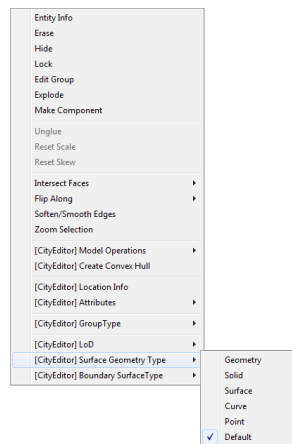 Entity Info
Erase
Hide
Lock
Edit Group
Explode
Make Component
Unglue
Reset Scale
Reset Skew
Intersect Faces
Flip Along
Soften/Smooth Edges
Zoom Selection
[CityEditor] Model Operations
[CityEditor] Create Convex Hull
[CityEditor] Location Info
[CityEditor] Attributes
[CityEditor] GroupType
[CityEditor] LoD
[CityEditor] Surface Geometry Type
[CityEditor] Boundary SurfaceType
Geometry
Solid
Surface
Curve
Point
Default